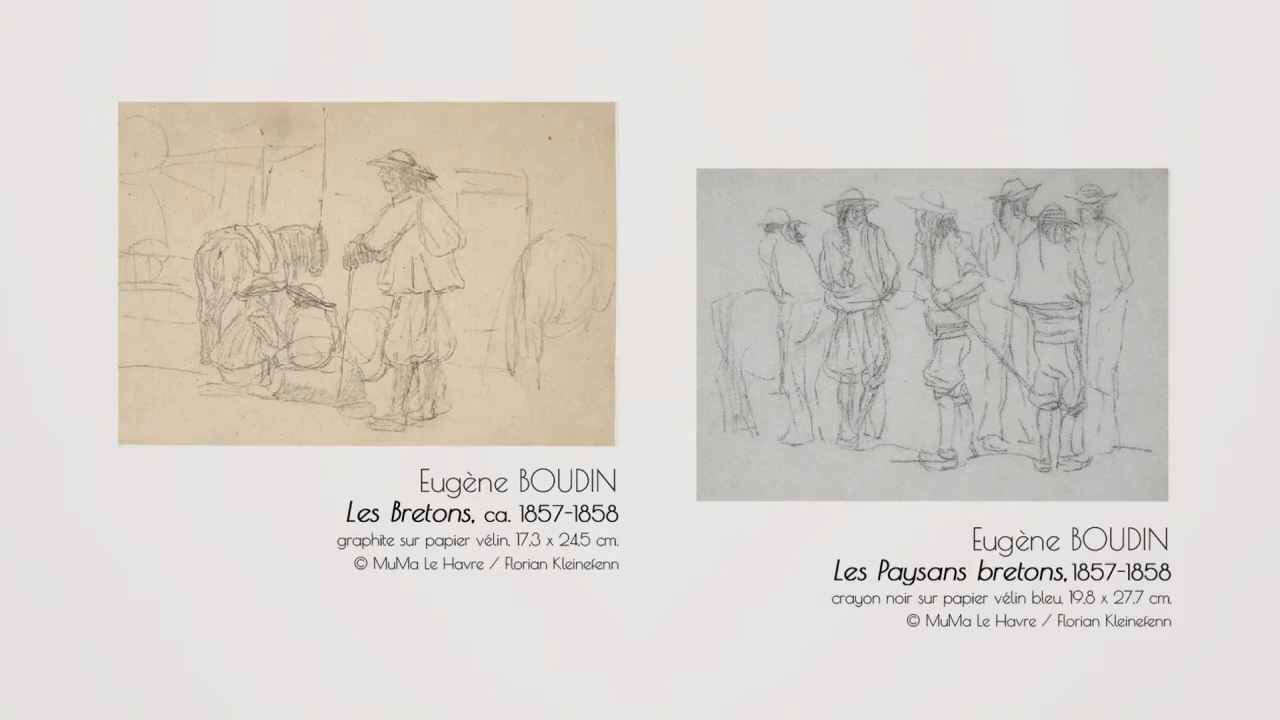 Eugène BOUDIN
Les Bretons, ca. 1857-1858
graphite sur papier vélin, 17,3 x 24,5 cm.
© MuMa Le Havre / Florian Kleinefenn
Eugène BOUDIN
Les Paysans bretons, 1857-1858
crayon noir sur papier vélin bleu, 19,8 x 27,7 cm.
© MuMa Le Havre / Florian Kleinefenn